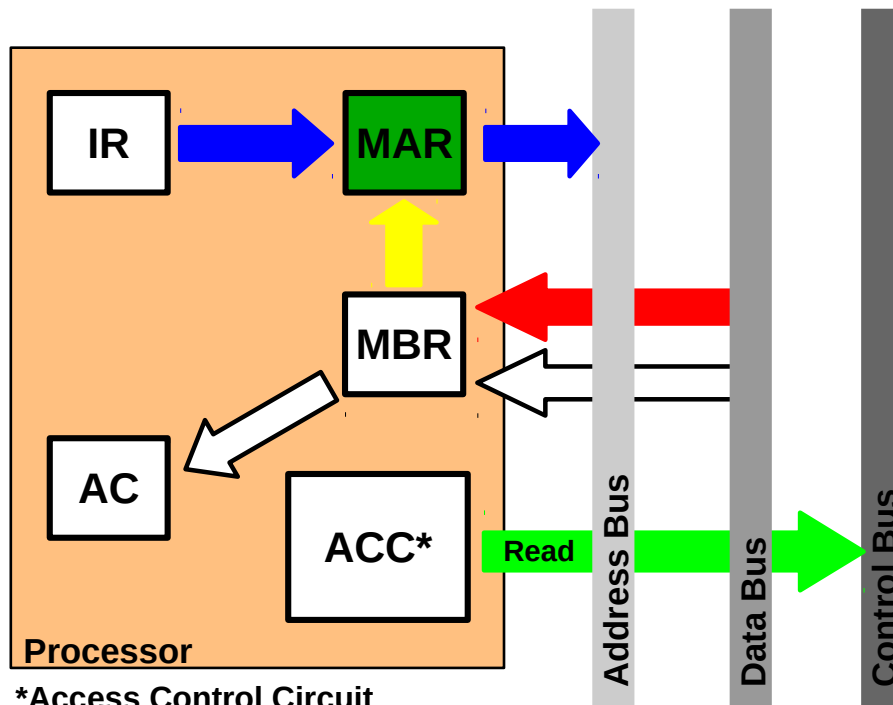 IR
MAR
MBR
AC
ACC*
Read
Address Bus
Data Bus
Control Bus
Processor
*Access Control Circuit